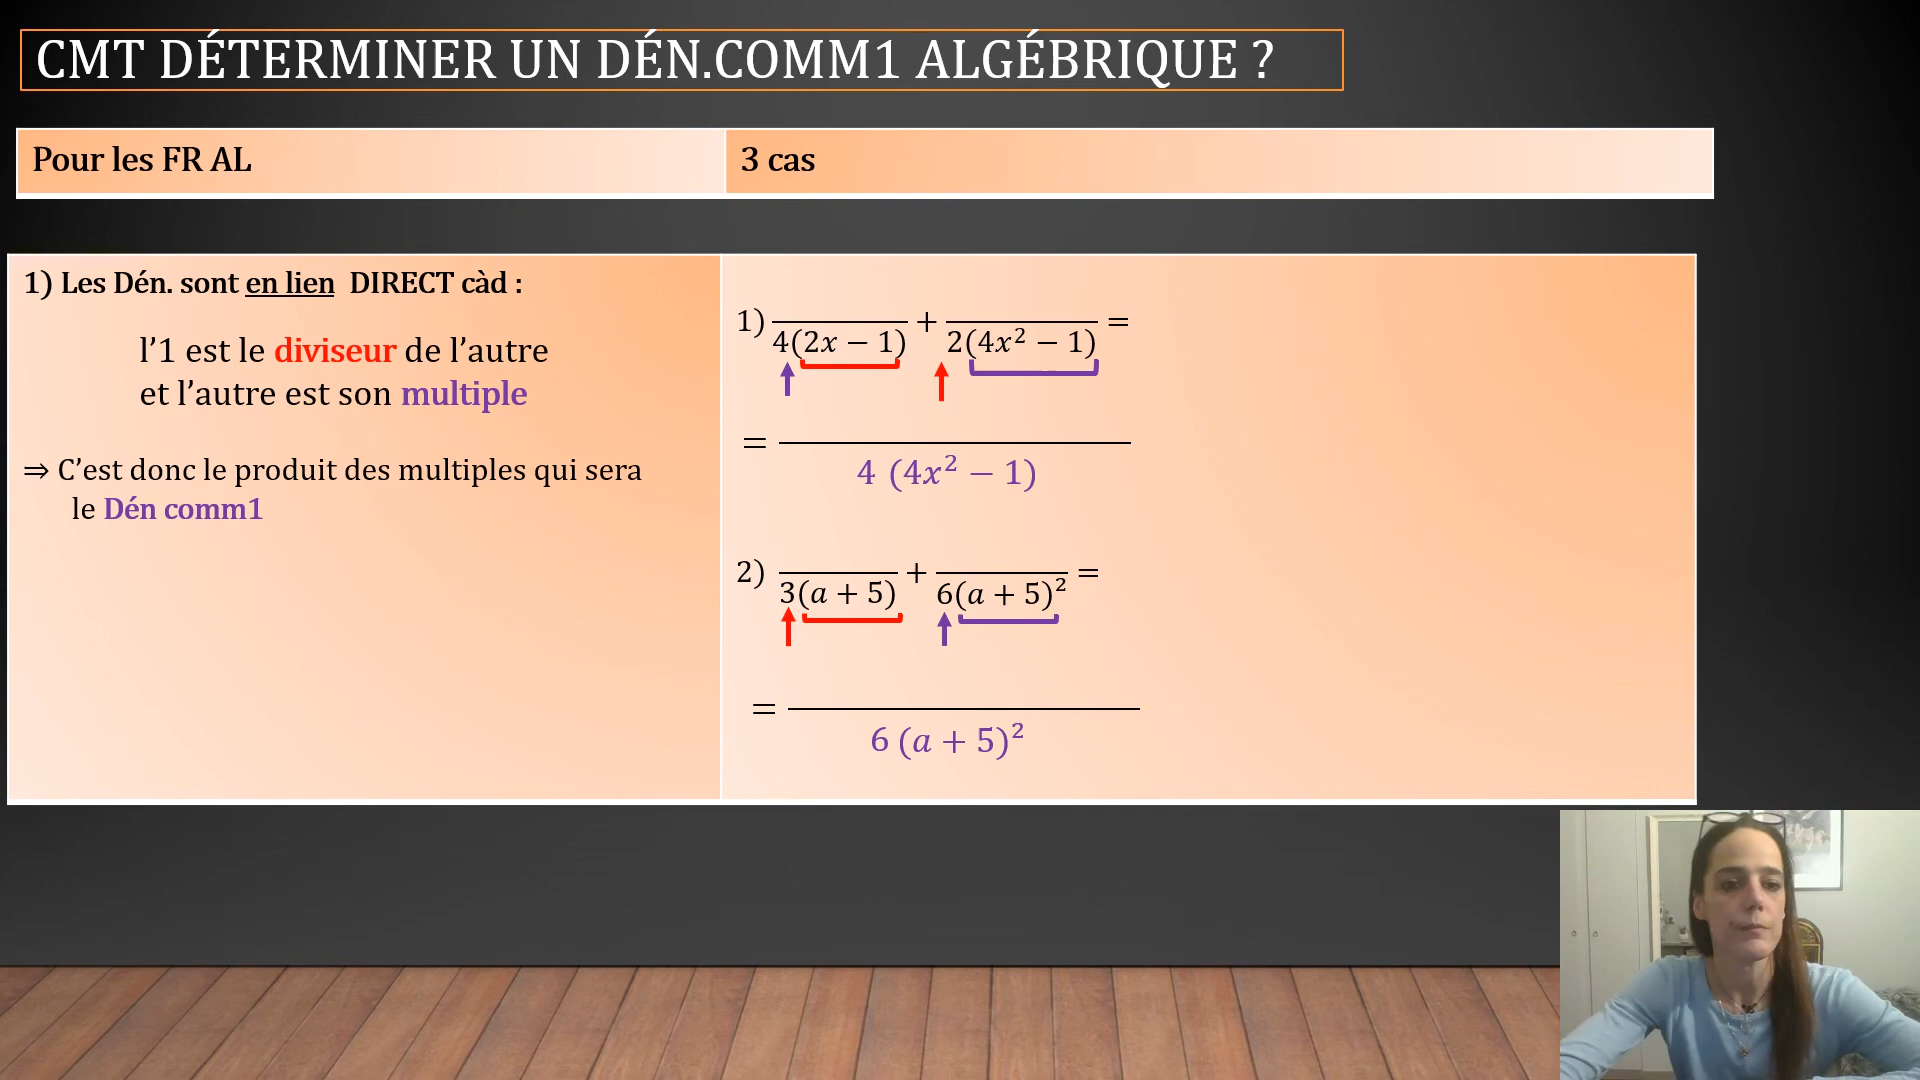 CMT DÉTERMINER UN DÉN.COMM1 ALGÉBRIQUE ?
Pour les FR AL
3 cas
1) Les Dén. sont en lien DIRECT càd :
l’1 est le diviseur de l’autre
et l’autre est son multiple
⇒ C’est donc le produit des multiples qui sera
le Dén comm1
1) ———/4(2x − 1) + ———/2(4x² − 1) =
= ———/4 (4x² − 1)
2) ———/3(a + 5) + ———/6(a + 5)² =
= ———/6 (a + 5)²